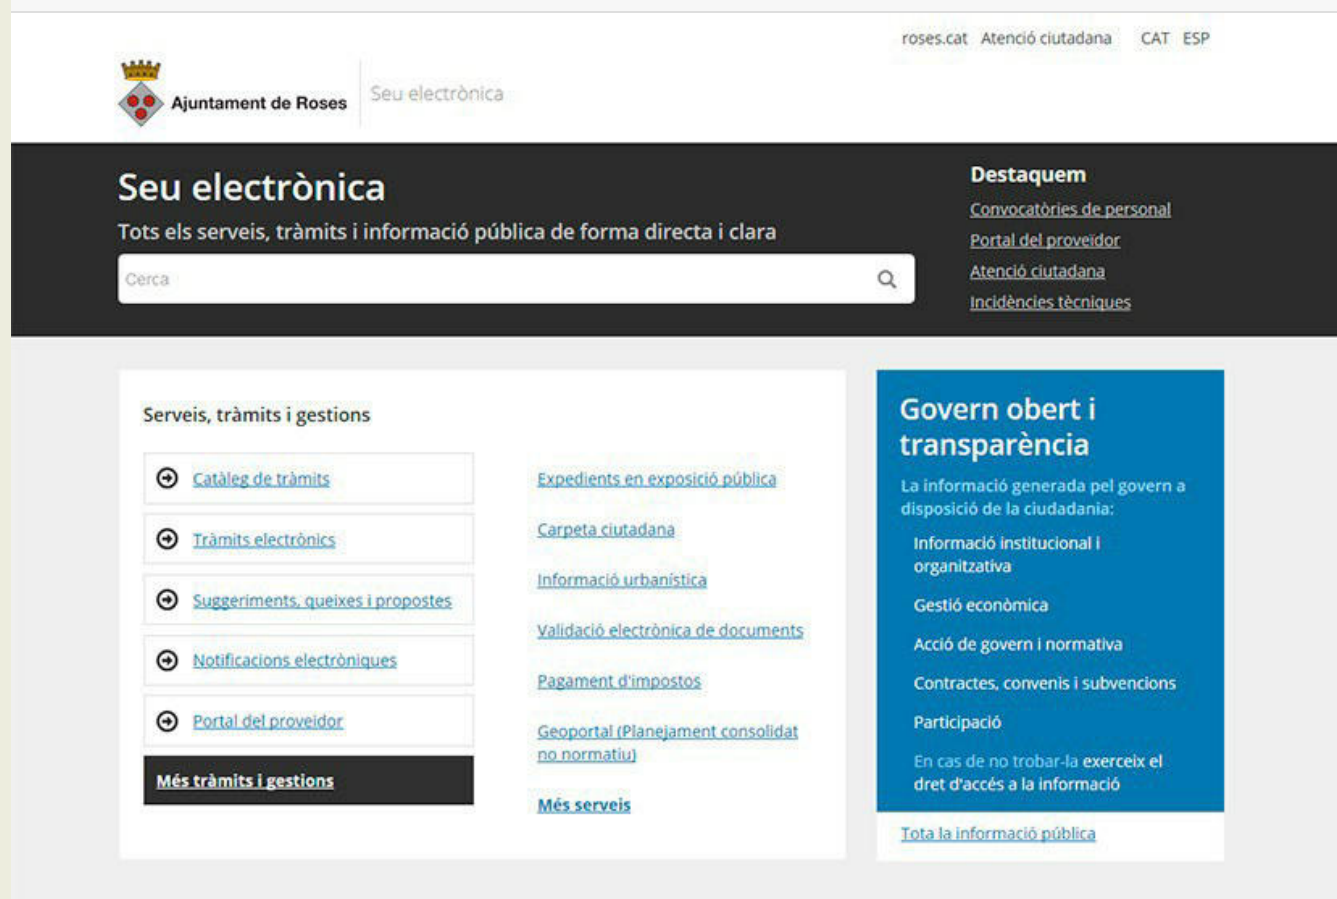 roses.cat Atenció ciutadana CAT ESP
Ajuntament de Roses
Seu electrònica
Seu electrònica
Tots els serveis, tràmits i informació pública de forma directa i clara
Cerca
Destaquem
Convocatòries de personal
Portal del proveïdor
Atenció ciutadana
Incidències tècniques
Serveis, tràmits i gestions
Catàleg de tràmits
Tràmits electrònics
Suggeriments, queixes i propostes
Notificacions electròniques
Portal del proveidor
Més tràmits i gestions
Expedients en exposició pública
Carpeta ciutadana
Informació urbanística
Validació electrònica de documents
Pagament d'impostos
Geoportal (Planejament consolidat
no normatiu)
Més serveis
Govern obert i
transparència
La informació generada pel govern a
disposició de la ciudadania:
Informació institucional i
organitzativa
Gestió econòmica
Acció de govern i normativa
Contractes, convenis i subvencions
Participació
En cas de no trobar-la exerceix el
dret d'accés a la informació
Tota la informació pública